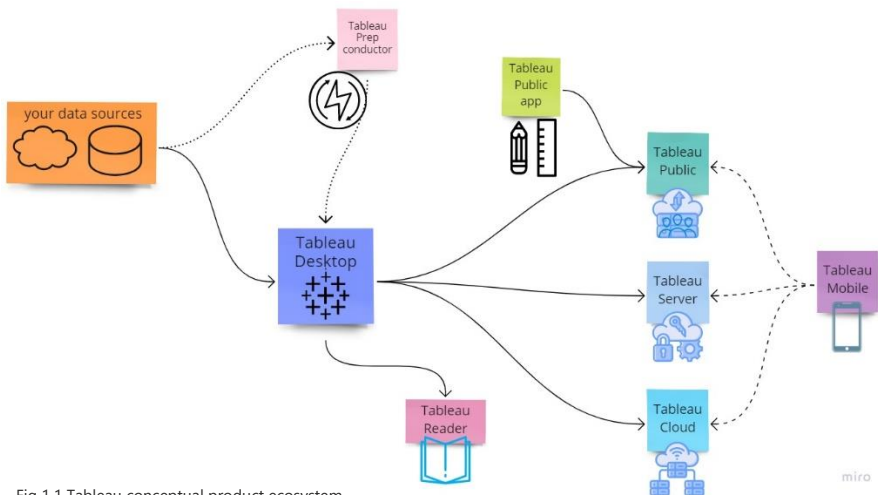 Tableau
Prep
conductor
your data sources
Tableau
Public
app
Tableau
Public
Tableau
Desktop
Tableau
Server
Tableau
Mobile
Tableau
Reader
Tableau
Cloud
miro
Fig 1.1 Tableau conceptual product ecosystem